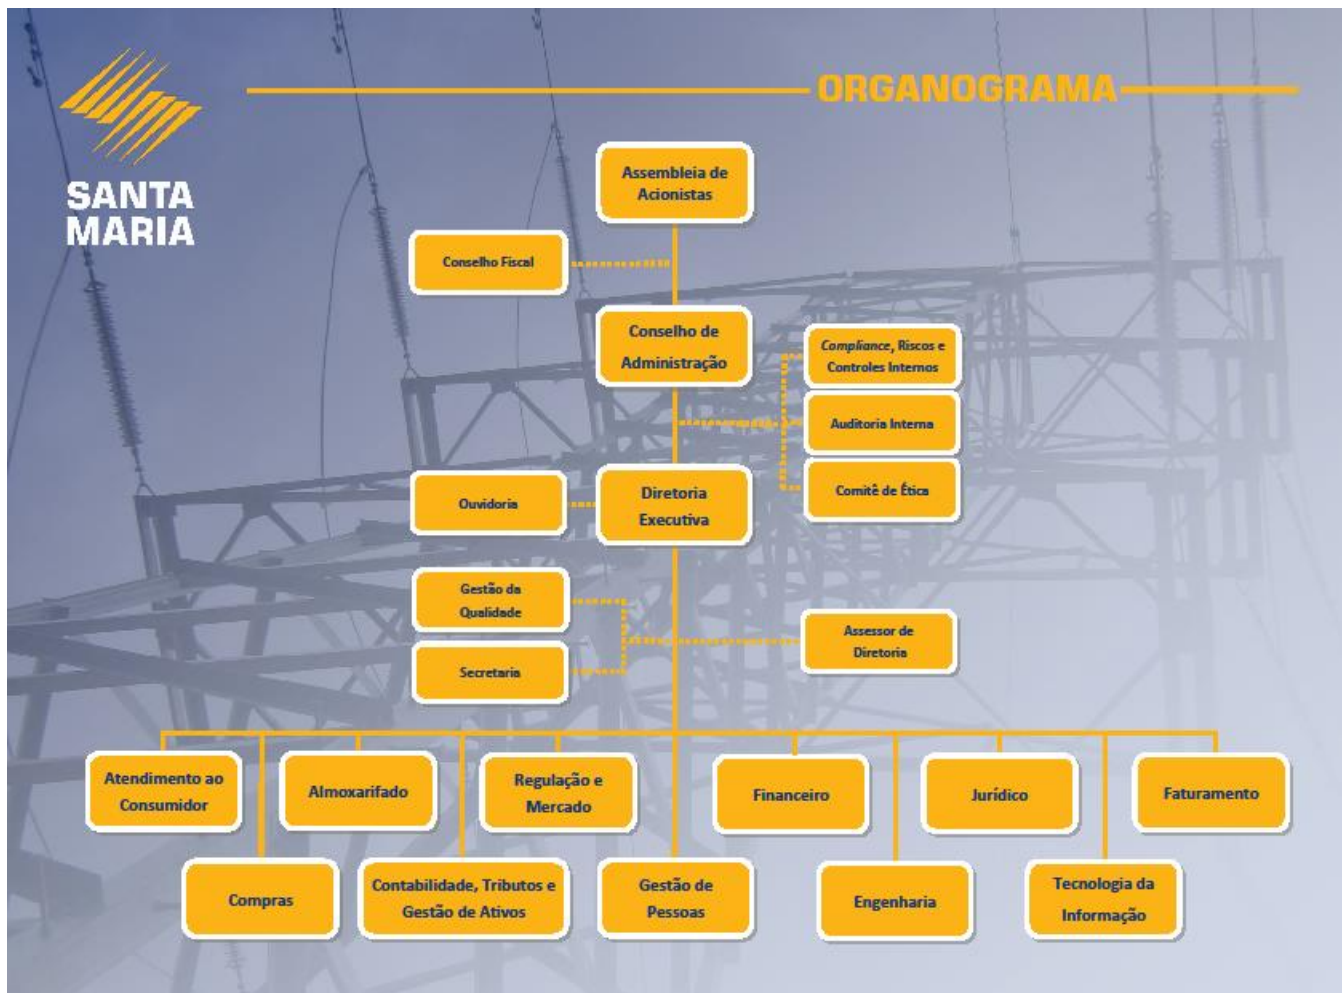 ORGANOGRAMA
SANTA
MARIA
Assembleia de
Acionistas
Conselho Fiscal
Conselho de
Administração
Compliance, Riscos e
Controles Internos
Auditoria Interna
Comitê de Ética
Ouvidoria
Diretoria
Executiva
Gestão da
Qualidade
Secretaria
Assessor de
Diretoria
Atendimento ao
Consumidor
Almoxarifado
Regulação e
Mercado
Financeiro
Jurídico
Faturamento
Compras
Contabilidade, Tributos e
Gestão de Ativos
Gestão de
Pessoas
Engenharia
Tecnologia da
Informação